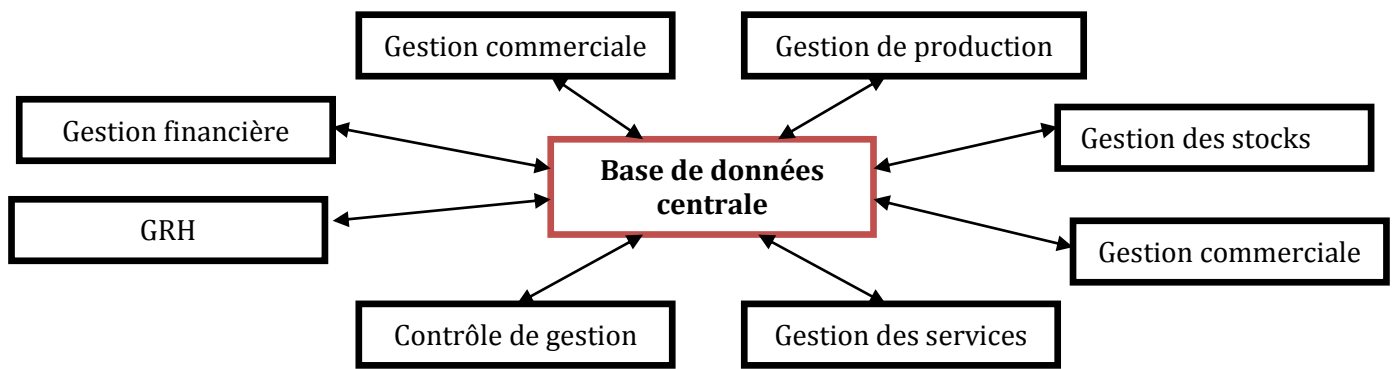 Gestion commerciale
Gestion de production
Gestion financière
Gestion des stocks
Base de données
centrale
GRH
Gestion commerciale
Contrôle de gestion
Gestion des services